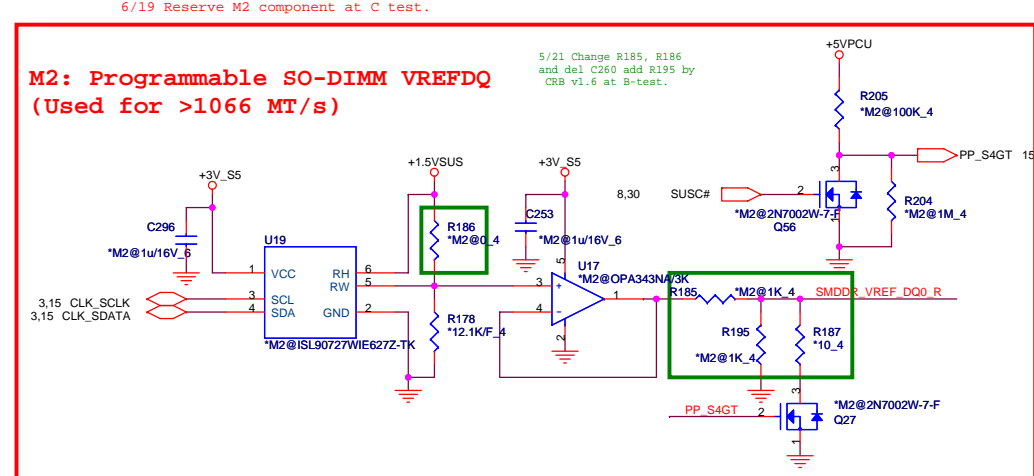 6/19 Reserve M2 component at C test.
M2: Programmable SO-DIMM VREFDQ
(Used for >1066 MT/s)
5/21 Change R185, R186
and del C260 add R195 by
CRB v1.6 at B-test.
+5VPCU
R205
*M2@100K_4
PP_S4GT 15
3
8,30 SUSC#
2
1
*M2@2N7002W-7-F
Q56
R204
*M2@1M_4
+3V_S5
C296
*M2@1u/16V_6
U19
1 VCC
3 SCL
4 SDA
RH 6
RW 5
GND 2
*M2@ISL90727WIE627Z-TK
3,15 CLK_SCLK
3,15 CLK_SDATA
+1.5VSUS
R186
*M2@0_4
R178
*12.1K/F_4
+3V_S5
C253
*M2@1u/16V_6
U17
*M2@OPA343NA/3K
5
3 +
4 -
1
2
R185
*M2@1K_4
SMDDR_VREF_DQ0_R
R195
*M2@1K_4
R187
*10_4
3
PP_S4GT 2
1
*M2@2N7002W-7-F
Q27